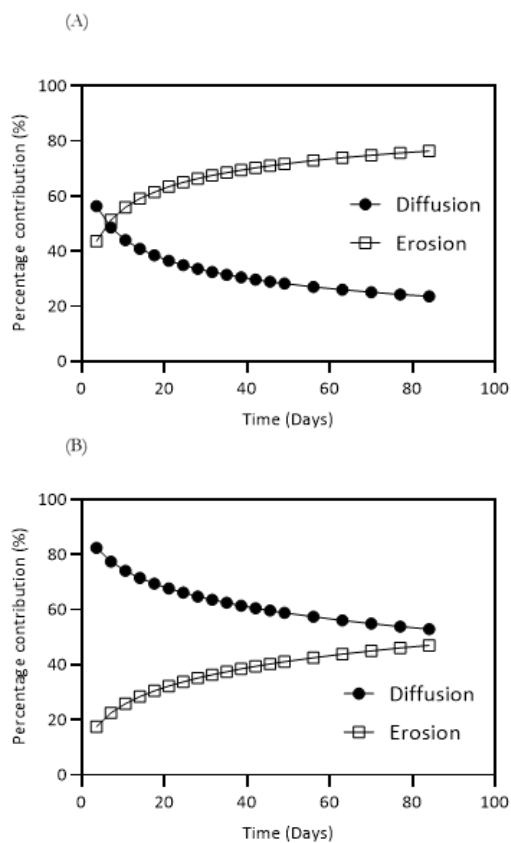 (A)
Percentage contribution (%)
100
80
60
40
20
0
Diffusion
Erosion
0 20 40 60 80 100
Time (Days)
(B)
Percentage contribution (%)
100
80
60
40
20
0
Diffusion
Erosion
0 20 40 60 80 100
Time (Days)